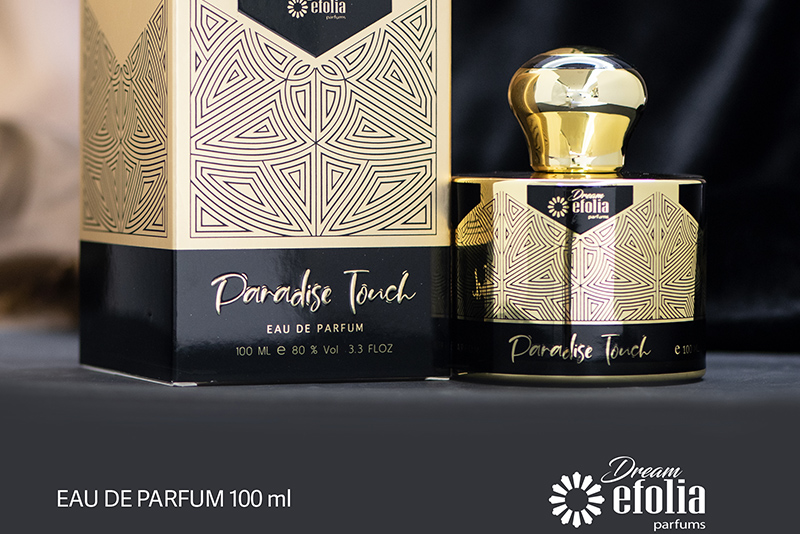 efolia
parfums
Paradise Touch
EAU DE PARFUM
100 ML e 80 % Vol 3.3 FLOZ
Dream
efolia
parfums
Paradise Touch
e 100
EAU DE PARFUM 100 ml
Dream
efolia
parfums